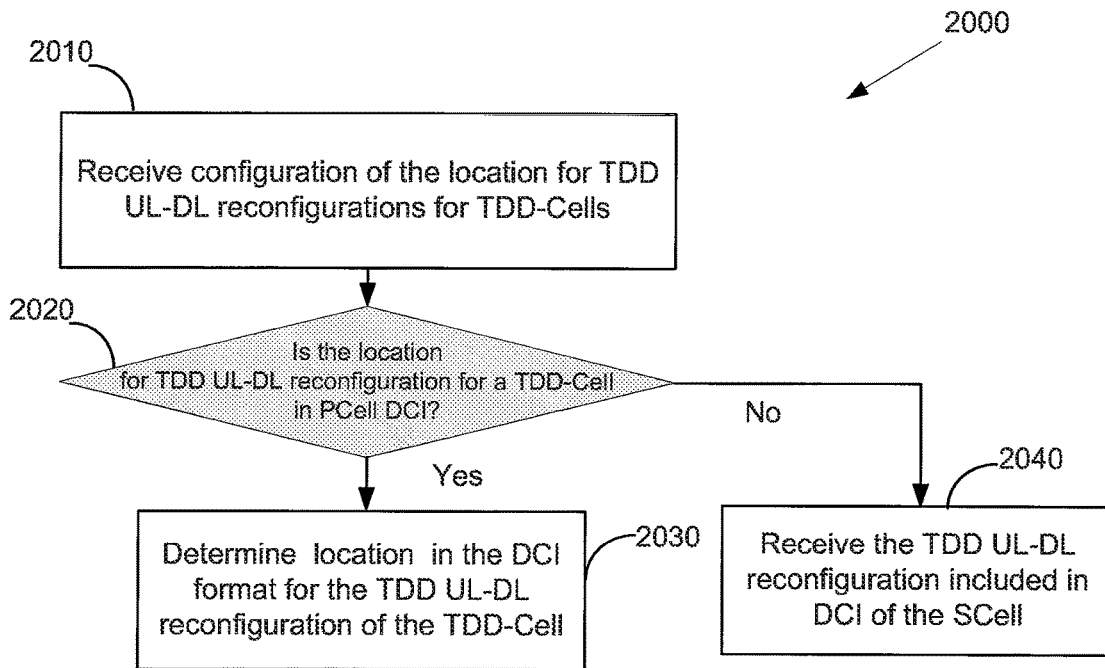 2000
2010
Receive configuration of the location for TDD
UL-DL reconfigurations for TDD-Cells
2020
Is the location
for TDD UL-DL reconfiguration for a TDD-Cell
in PCell DCI?
No
Yes
2030
Determine location in the DCI
format for the TDD UL-DL
reconfiguration of the TDD-Cell
2040
Receive the TDD UL-DL
reconfiguration included in
DCI of the SCell